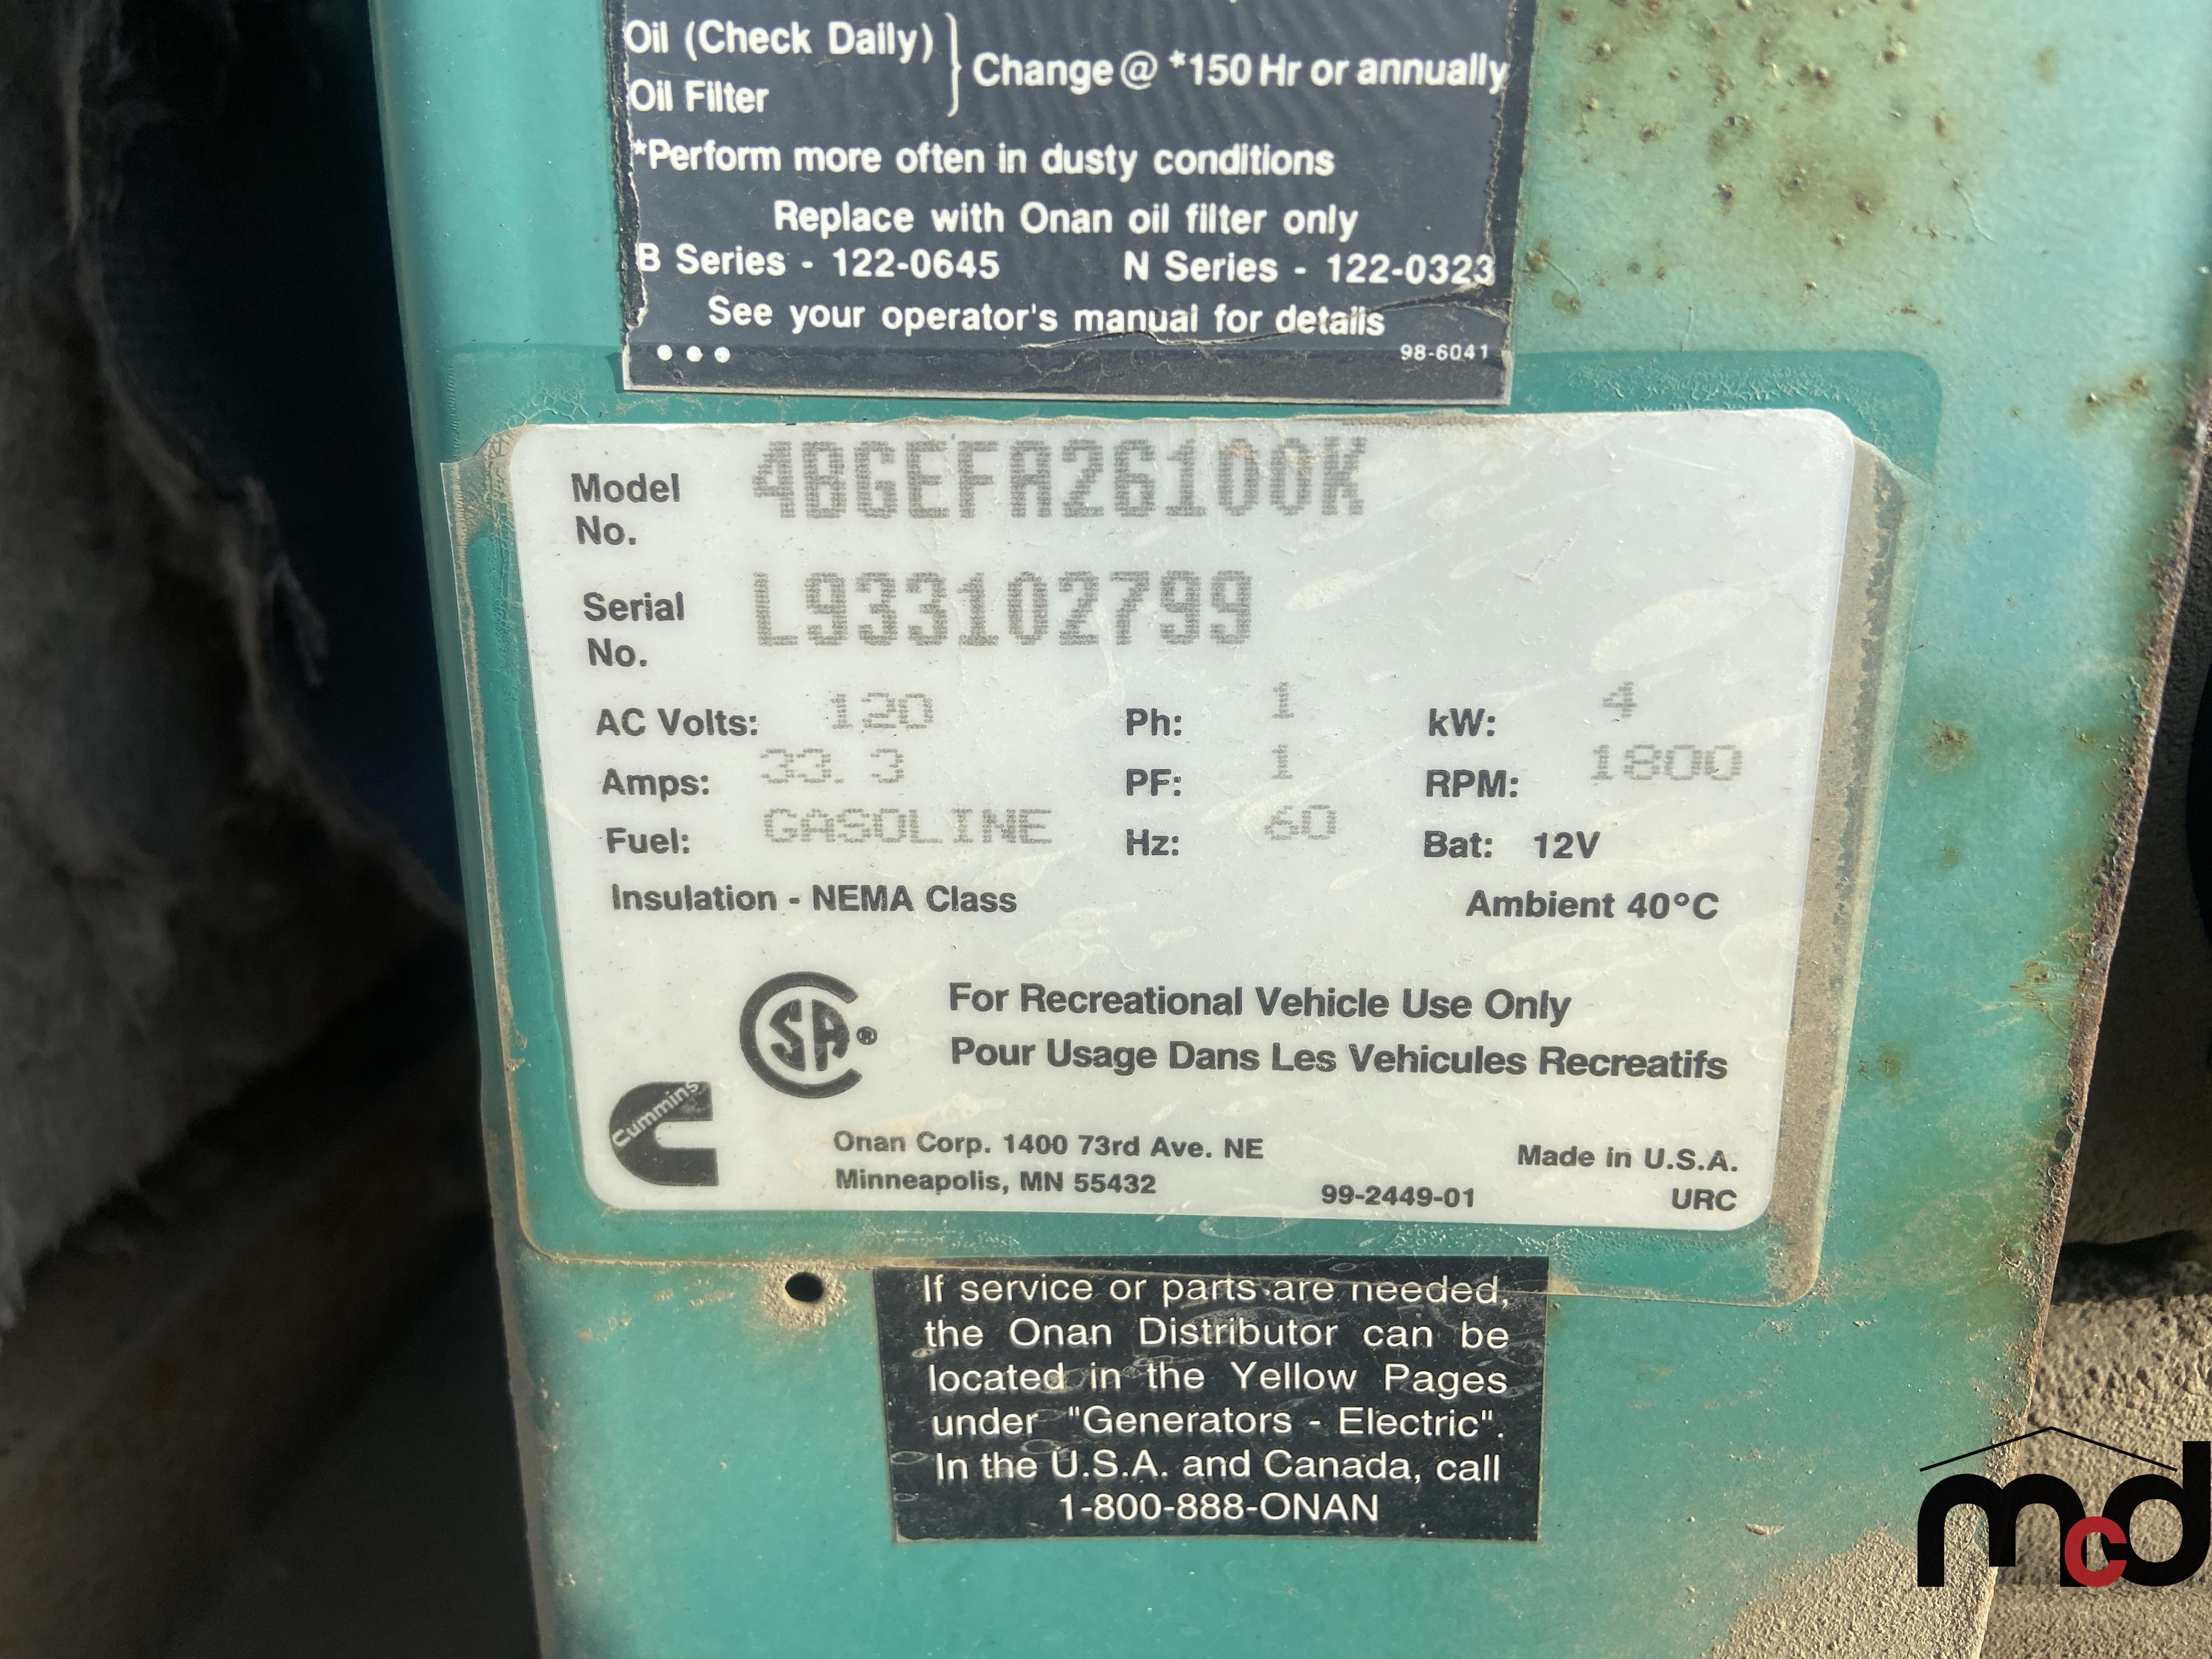 Oil (Check Daily)
Oil Filter
Change @ *150 Hr or annually
*Perform more often in dusty conditions
Replace with Onan oil filter only
B Series - 122-0645 N Series - 122-0323
See your operator's manual for details
98-6041
Model No. 4BGEFA26100K
Serial No. L933102799
AC Volts: 120 Ph: 1 kW: 4
Amps: 33.3 PF: 1 RPM: 1800
Fuel: GASOLINE Hz: 60 Bat: 12V
Insulation - NEMA Class Ambient 40°C
CSA®
For Recreational Vehicle Use Only
Pour Usage Dans Les Vehicules Recreatifs
Cummins
Onan Corp. 1400 73rd Ave. NE
Minneapolis, MN 55432
99-2449-01
Made in U.S.A.
URC
If service or parts are needed,
the Onan Distributor can be
located in the Yellow Pages
under "Generators - Electric".
In the U.S.A. and Canada, call
1-800-888-ONAN
mcd